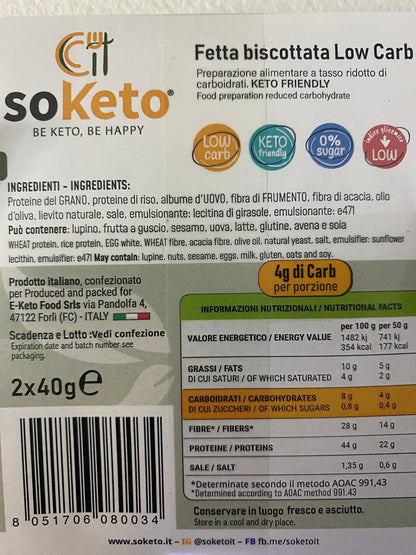 Cit
soKeto®
BE KETO, BE HAPPY
Fetta biscottata Low Carb
Preparazione alimentare a tasso ridotto di
carboidrati. KETO FRIENDLY
Food preparation reduced carbohydrate
LOW
carb
KETO
friendly
0%
sugar
indice glicemico
LOW
INGREDIENTI - INGREDIENTS:
Proteine del GRANO, proteine di riso, albume d'UOVO, fibra di FRUMENTO, fibra di acacia, olio
d'oliva, lievito naturale, sale, emulsionante: lecitina di girasole, emulsionante: e471
Può contenere: lupino, frutta a guscio, sesamo, uova, latte, glutine, avena e soia
WHEAT protein, rice protein, EGG white, WHEAT fibre, acacia fibre, olive oil, natural yeast, salt, emulsifier: sunflower
lecithin, emulsifier: e471 May contain: lupine, nuts, sesame, eggs, milk, gluten, oats and soy
4g di Carb
per porzione
Prodotto italiano, confezionato
per Produced and packed for
E-Keto Food Srls via Pandolfa 4,
47122 Forlì (FC) - ITALY
Scadenza e Lotto :Vedi confezione
Expiration date and batch number see
packaging.
2x40g e
INFORMAZIONI NUTRIZIONALI / NUTRITIONAL FACTS
per 100 g per 50 g
VALORE ENERGETICO / ENERGY VALUE 1482 kj 741 kj
354 kcal 177 kcal
GRASSI / FATS 10 g 5 g
DI CUI SATURI / OF WHICH SATURATED 4 g 2 g
CARBOIDRATI / CARBOHYDRATES 8 g 4 g
DI CUI ZUCCHERI / OF WHICH SUGARS 0,8 g 0,4 g
FIBRE* / FIBERS* 28 g 14 g
PROTEINE / PROTEINS 44 g 22 g
SALE / SALT 1,35 g 0,6 g
*Determinate secondo il metodo AOAC 991,43
*Determined according to AOAC method 991.43
Conservare in luogo fresco e asciutto.
Store in a cool and dry place.
8 051706 080034
www.soketo.it - IG @soketoit - FB fb.me/soketoit